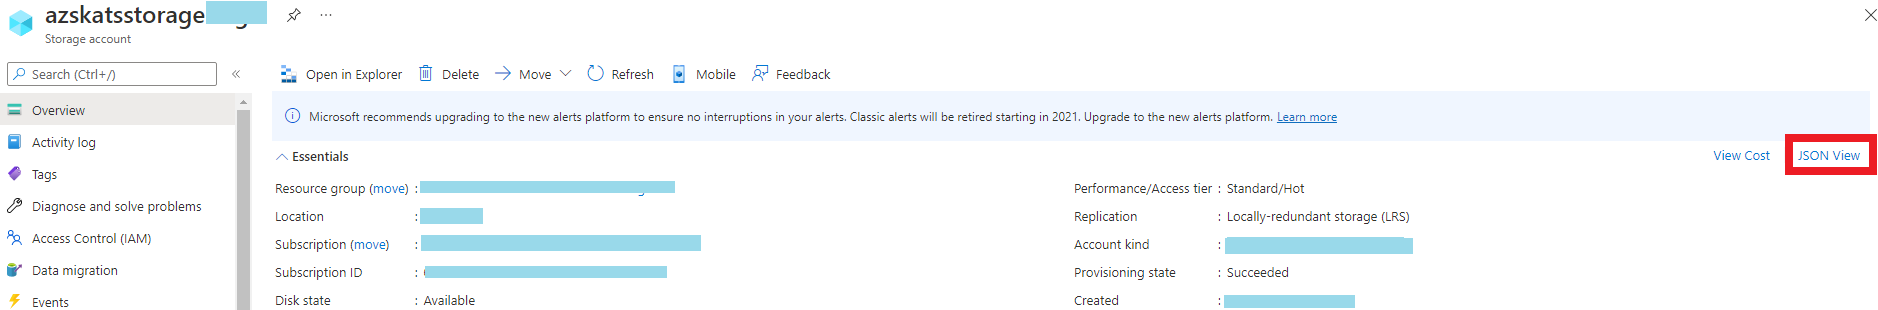 azskatsstorage
Storage account
Search (Ctrl+/)
«
Overview
Activity log
Tags
Diagnose and solve problems
Access Control (IAM)
Data migration
Events
Open in Explorer Delete Move Refresh Mobile Feedback
Microsoft recommends upgrading to the new alerts platform to ensure no interruptions in your alerts. Classic alerts will be retired starting in 2021. Upgrade to the new alerts platform. Learn more
Essentials
View Cost JSON View
Resource group (move) :
Location :
Subscription (move) :
Subscription ID :
Disk state : Available
Performance/Access tier : Standard/Hot
Replication : Locally-redundant storage (LRS)
Account kind :
Provisioning state : Succeeded
Created :